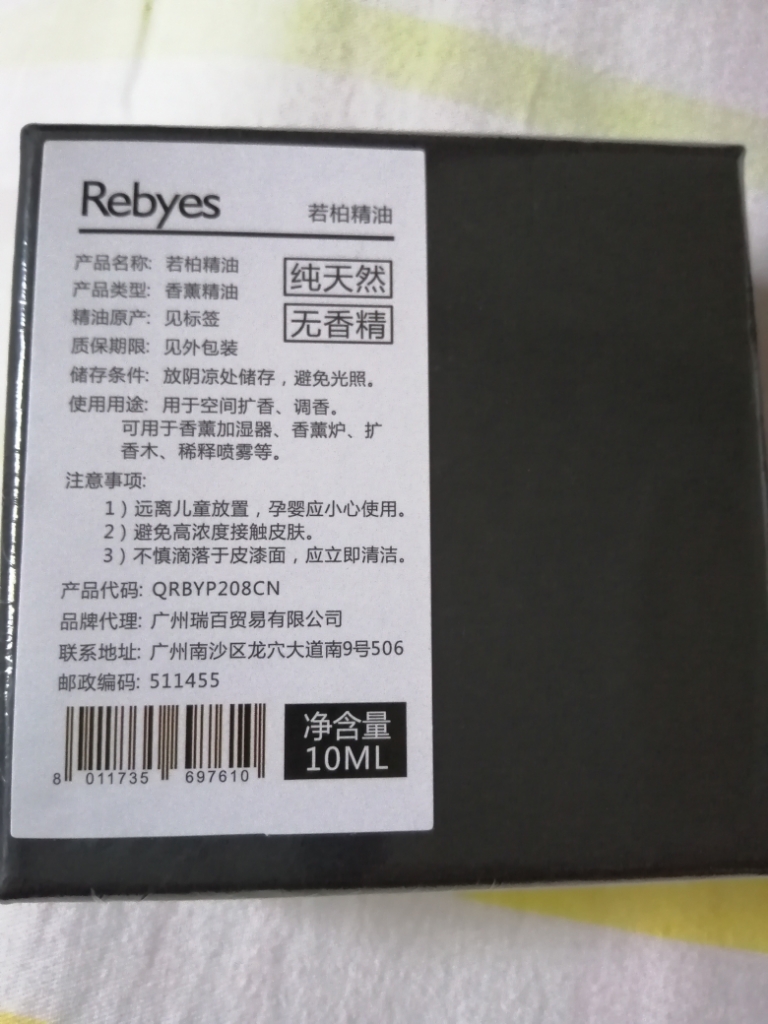 Rebyes 若柏精油
产品名称: 若柏精油
产品类型: 香薰精油
纯天然
精油原产: 见标签
无香精
质保期限: 见外包装
储存条件: 放阴凉处储存，避免光照。
使用用途: 用于空间扩香、调香。
可用于香薰加湿器、香薰炉、扩
香木、稀释喷雾等。
注意事项:
1）远离儿童放置，孕婴应小心使用。
2）避免高浓度接触皮肤。
3）不慎滴落于皮漆面，应立即清洁。
产品代码: QRBYP208CN
品牌代理: 广州瑞百贸易有限公司
联系地址: 广州南沙区龙穴大道南9号506
邮政编码: 511455
净含量
10ML
8 011735 697610